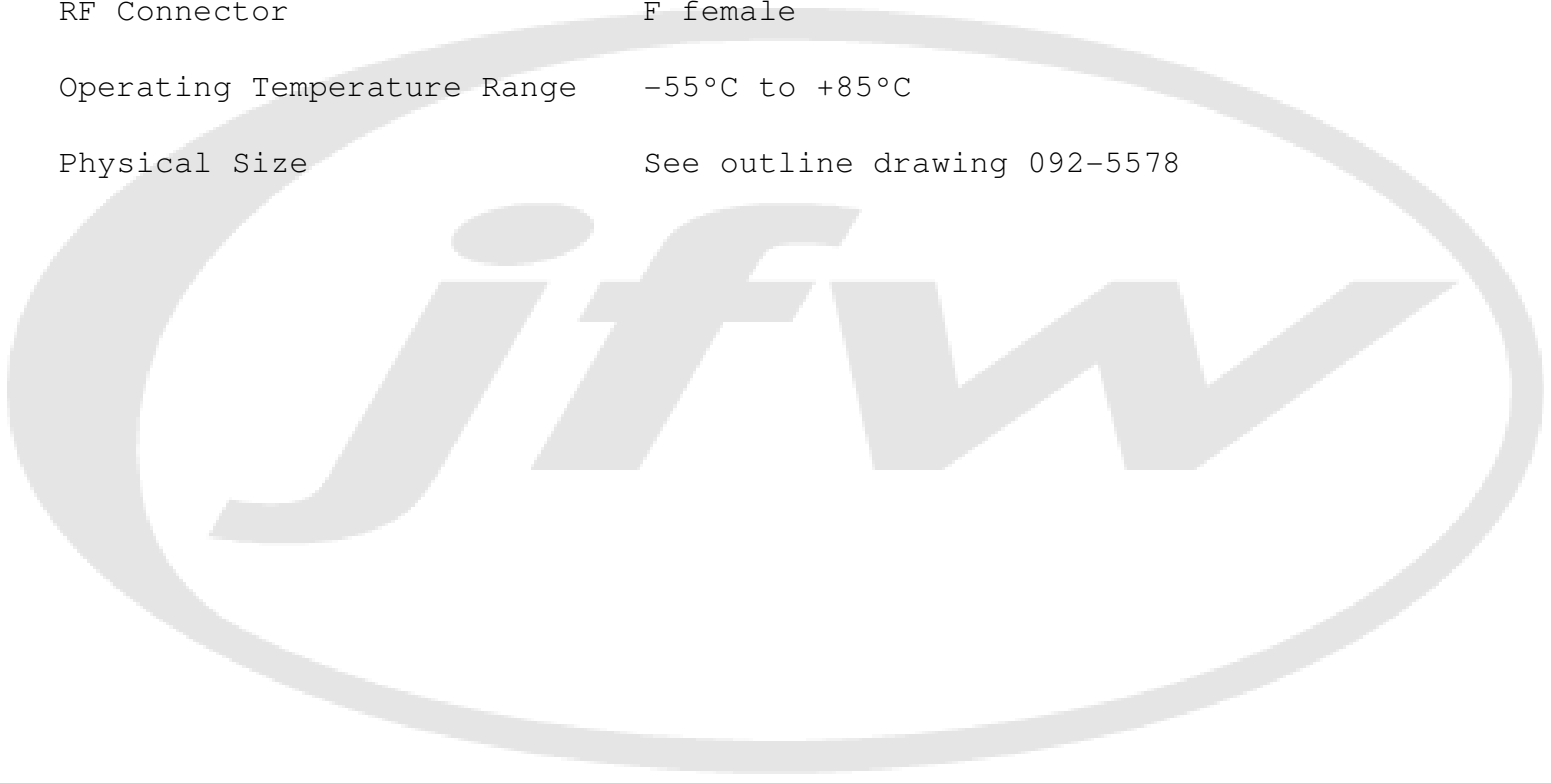 RF Connector F female
Operating Temperature Range -55°C to +85°C
Physical Size See outline drawing 092-5578
jfw